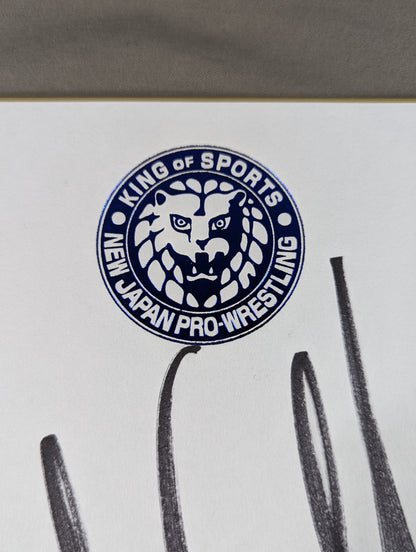 KING OF SPORTS
NEW JAPAN PRO-WRESTLING